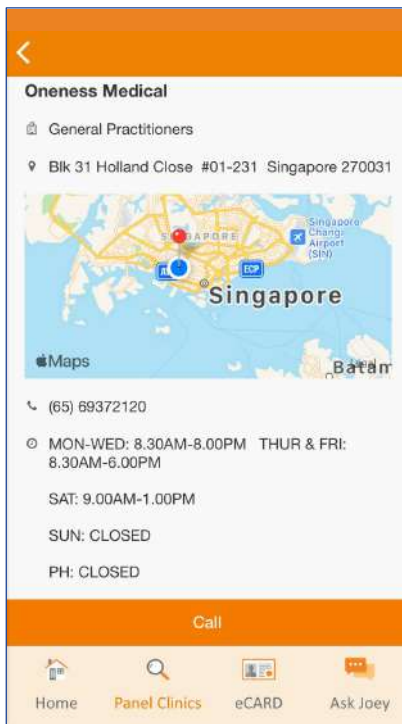 Oneness Medical
General Practitioners
Blk 31 Holland Close #01-231 Singapore 270031
SINGAPORE
Singapore
Changi
Airport
(SIN)
ECP
Singapore
Maps
Batam
(65) 69372120
MON-WED: 8.30AM-8.00PM THUR & FRI:
8.30AM-6.00PM
SAT: 9.00AM-1.00PM
SUN: CLOSED
PH: CLOSED
Call
Home Panel Clinics eCARD Ask Joey